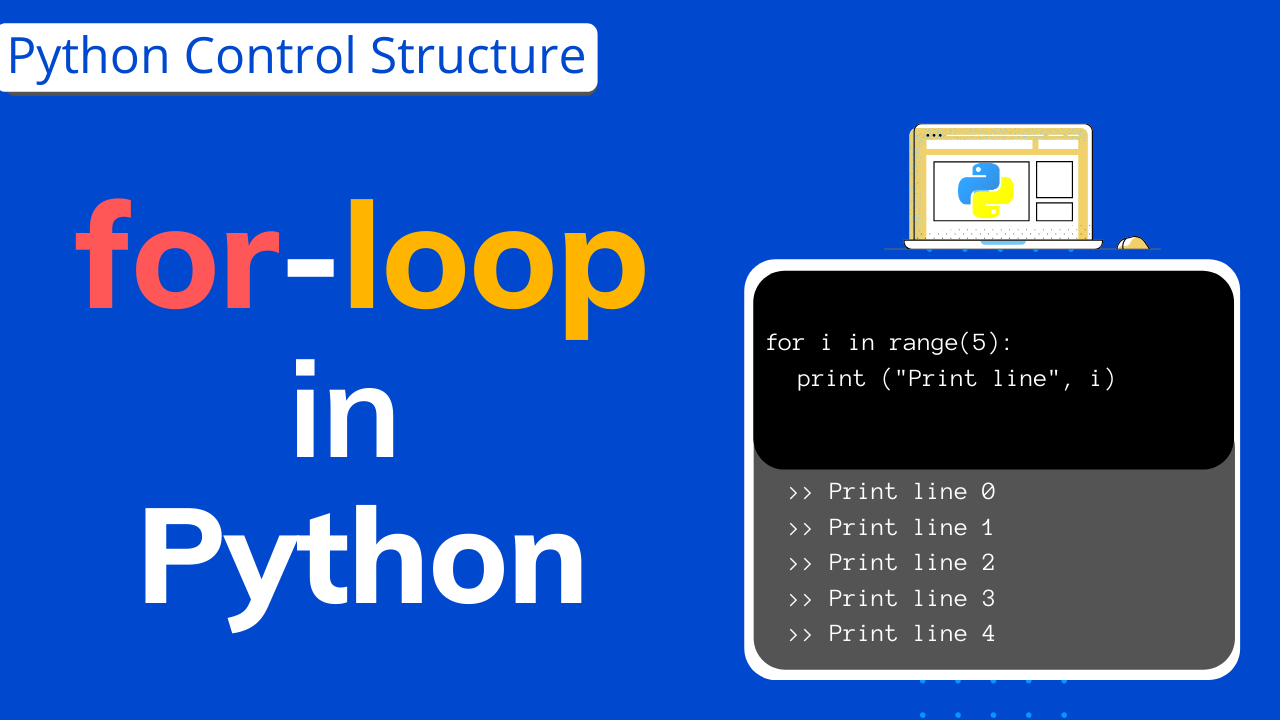 Python Control Structure
for-loop
in
Python
for i in range(5):
  print ("Print line", i)
>> Print line 0
>> Print line 1
>> Print line 2
>> Print line 3
>> Print line 4